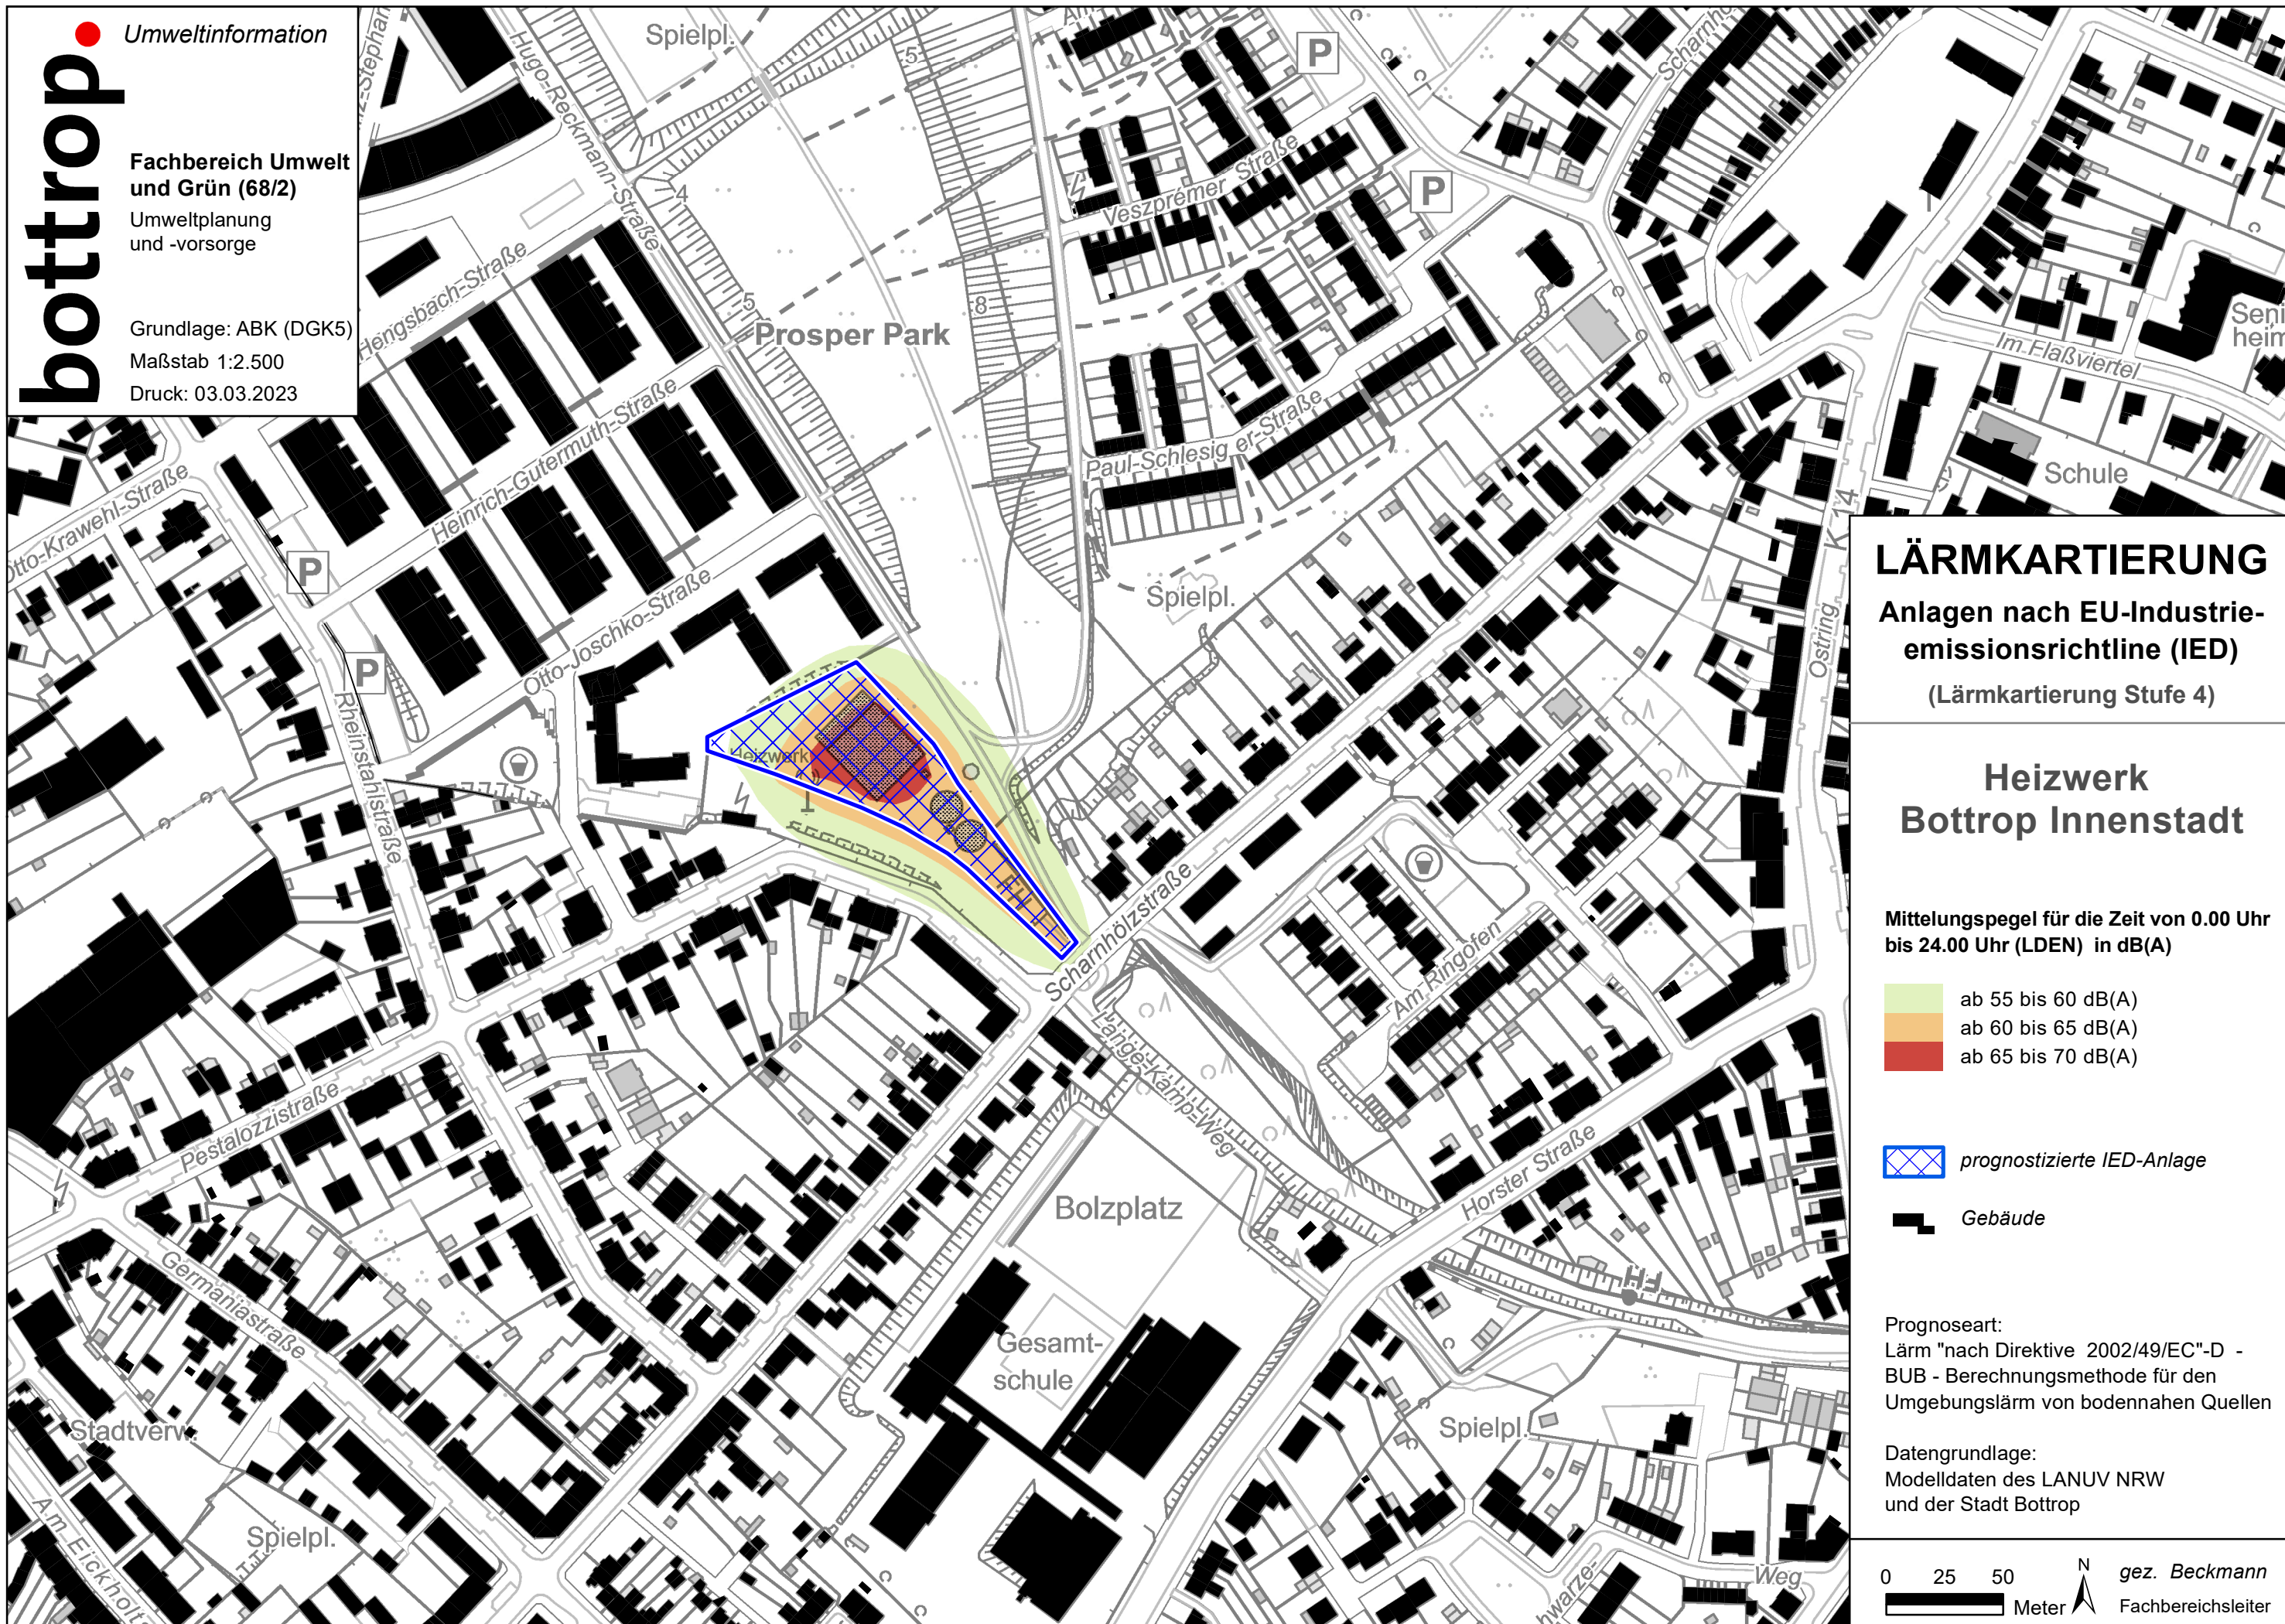 bottrop.
Umweltinformation
Fachbereich Umwelt
und Grün (68/2)
Umweltplanung
und -vorsorge
Grundlage: ABK (DGK5)
Maßstab 1:2.500
Druck: 03.03.2023
Spielpl.
Hugo-Reckmann-Straße
5
4
5
8
P
Veszprémer Straße
P
Prosper Park
Hengsbach-Straße
Heinrich-Gutermuth-Straße
Otto-Krawehl-Straße
P
P
Otto-Joschko-Straße
Rheinstahlstraße
Paul-Schlesig er-Straße
Spielpl.
Im Flaßviertel
Schule
K 14
Ostring
Heizwerk
Scharnhölzstraße
Am Ringofen
Lange-Kamp-Weg
Pestalozzistraße
Bolzplatz
Horster Straße
Germaniastraße
Gesamt-
schule
FH
Stadtverw.
Spielpl.
Spielpl.
Am Eickholt
Weg
LÄRMKARTIERUNG
Anlagen nach EU-Industrie-
emissionsrichtline (IED)
(Lärmkartierung Stufe 4)
Heizwerk
Bottrop Innenstadt
Mittelungspegel für die Zeit von 0.00 Uhr
bis 24.00 Uhr (LDEN) in dB(A)
ab 55 bis 60 dB(A)
ab 60 bis 65 dB(A)
ab 65 bis 70 dB(A)
prognostizierte IED-Anlage
Gebäude
Prognoseart:
Lärm "nach Direktive 2002/49/EC"-D -
BUB - Berechnungsmethode für den
Umgebungslärm von bodennahen Quellen
Datengrundlage:
Modelldaten des LANUV NRW
und der Stadt Bottrop
0 25 50
Meter
N
gez. Beckmann
Fachbereichsleiter